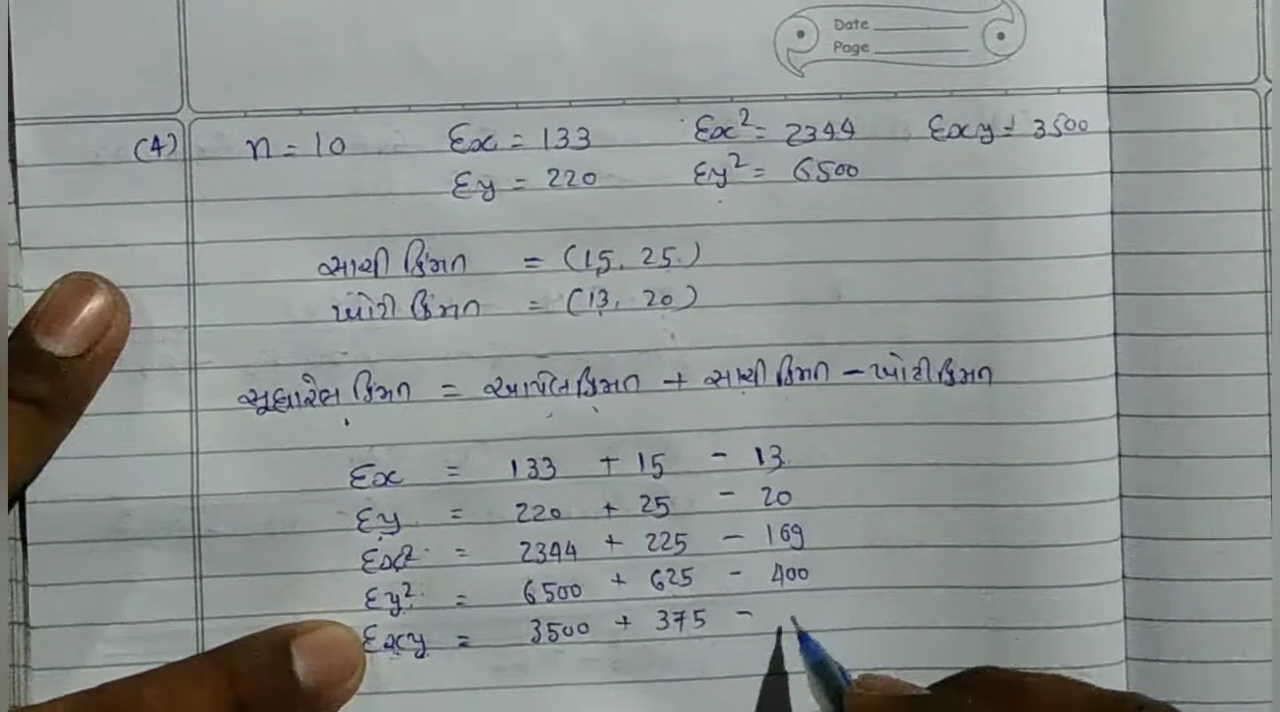 Date
Page
(4) n = 10 Σx = 133 Σx² = 2344 Σxy = 3500
Σy = 220 Σy² = 6500
સાચી કિંમત = (15, 25)
ખોટી કિંમત = (13, 20)
સુધારેલ કિંમત = આપેલ કિંમત + સાચી કિંમત - ખોટી કિંમત
Σx = 133 + 15 - 13
Σy = 220 + 25 - 20
Σx² = 2344 + 225 - 169
Σy² = 6500 + 625 - 400
Σxy = 3500 + 375 -